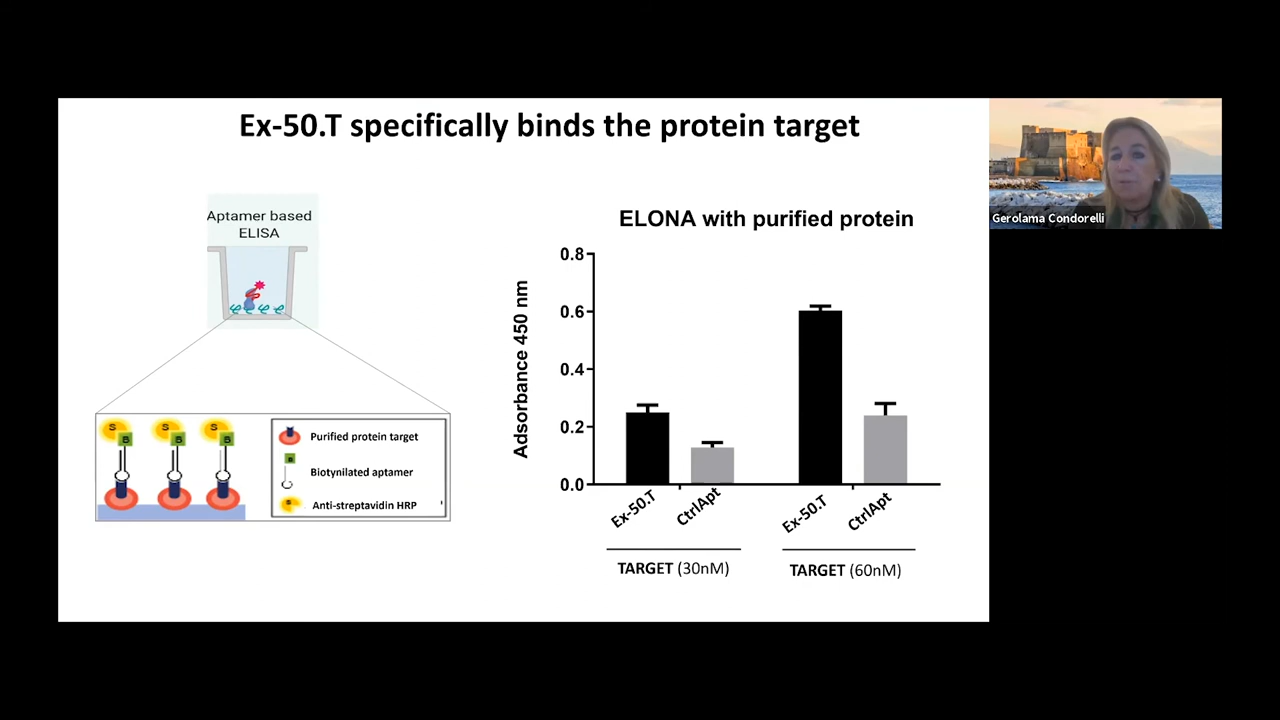 Ex-50.T specifically binds the protein target
Aptamer based
ELISA
S
S
S
B
B
B
Purified protein target
B
Biotynilated aptamer
S
Anti-streptavidin HRP
ELONA with purified protein
Adsorbance 450 nm
0.8
0.6
0.4
0.2
0.0
Ex-50.T
CtrlApt
Ex-50.T
CtrlApt
TARGET (30nM)
TARGET (60nM)
Gerolama Condorelli